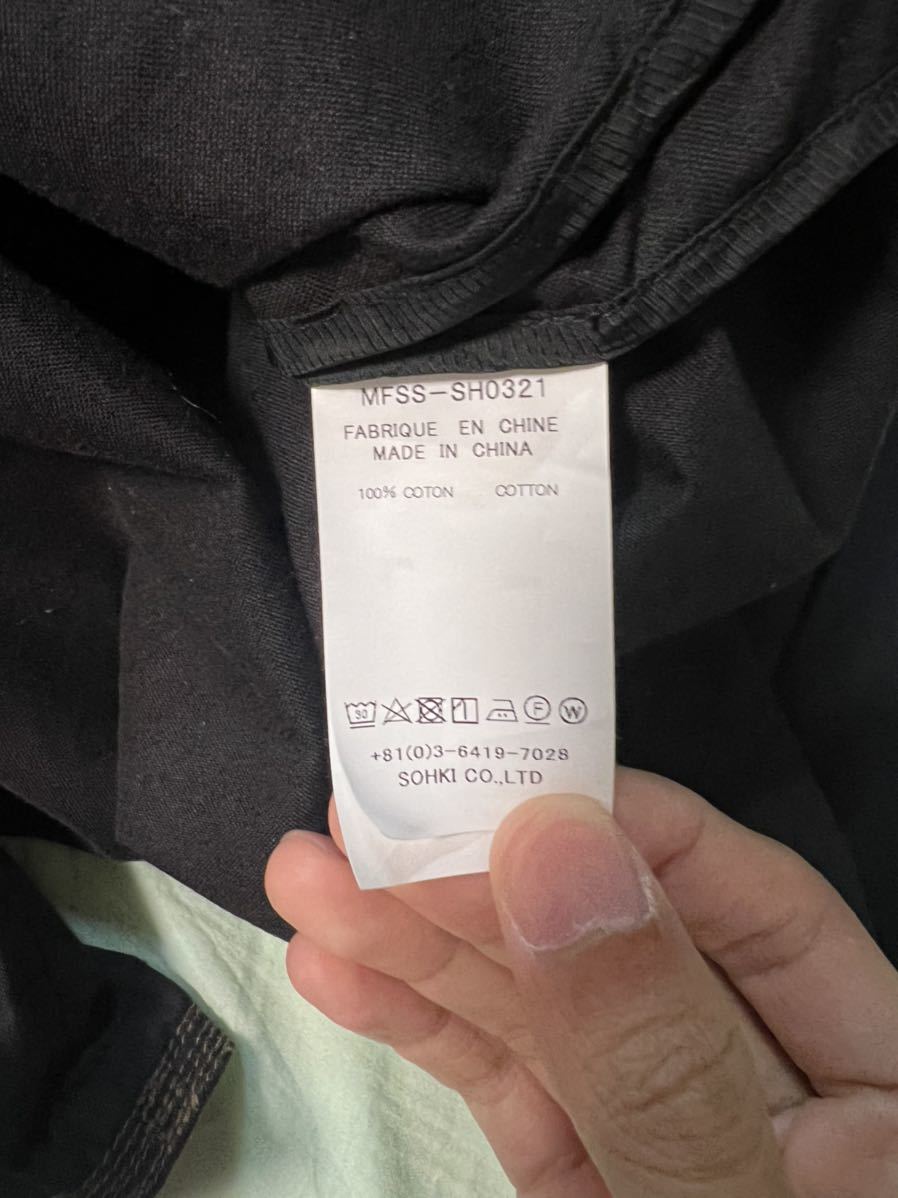 MFSS-SH0321
FABRIQUE EN CHINE
MADE IN CHINA
100% COTON COTTON
30
F W
+81(0)3-6419-7028
SOHKI CO.,LTD